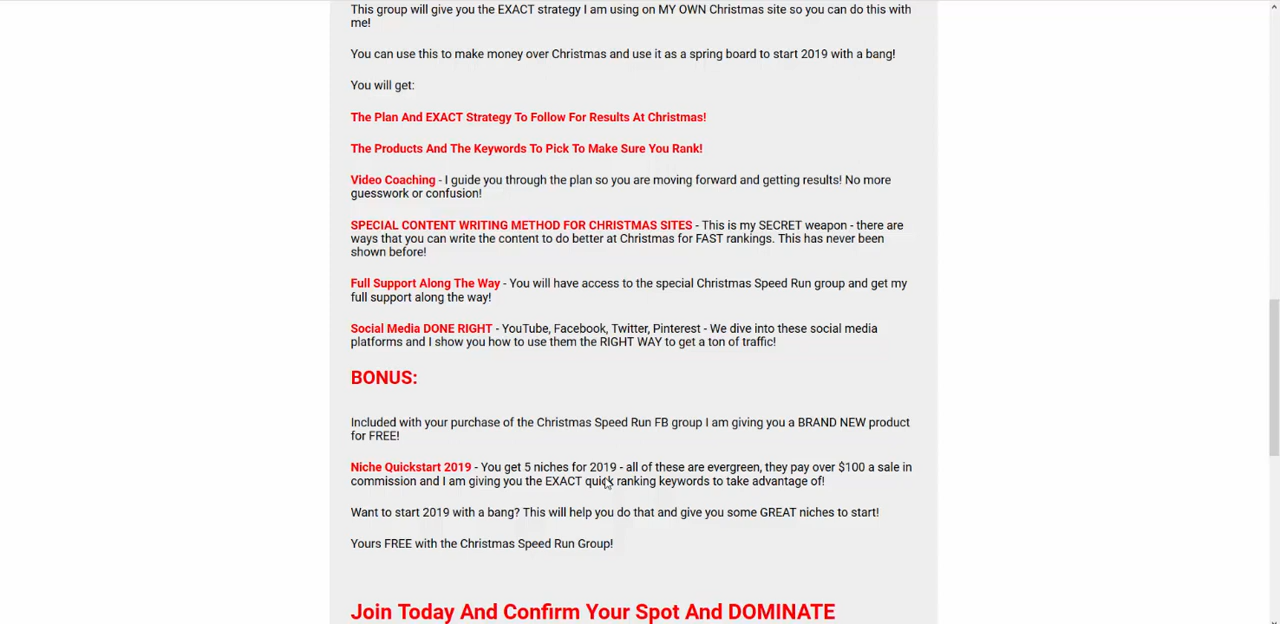 This group will give you the EXACT strategy I am using on MY OWN Christmas site so you can do this with
me!
You can use this to make money over Christmas and use it as a spring board to start 2019 with a bang!
You will get:
The Plan And EXACT Strategy To Follow For Results At Christmas!
The Products And The Keywords To Pick To Make Sure You Rank!
Video Coaching - I guide you through the plan so you are moving forward and getting results! No more
guesswork or confusion!
SPECIAL CONTENT WRITING METHOD FOR CHRISTMAS SITES - This is my SECRET weapon - there are
ways that you can write the content to do better at Christmas for FAST rankings. This has never been
shown before!
Full Support Along The Way - You will have access to the special Christmas Speed Run group and get my
full support along the way!
Social Media DONE RIGHT - YouTube, Facebook, Twitter, Pinterest - We dive into these social media
platforms and I show you how to use them the RIGHT WAY to get a ton of traffic!
BONUS:
Included with your purchase of the Christmas Speed Run FB group I am giving you a BRAND NEW product
for FREE!
Niche Quickstart 2019 - You get 5 niches for 2019 - all of these are evergreen, they pay over $100 a sale in
commission and I am giving you the EXACT quick ranking keywords to take advantage of!
Want to start 2019 with a bang? This will help you do that and give you some GREAT niches to start!
Yours FREE with the Christmas Speed Run Group!
Join Today And Confirm Your Spot And DOMINATE